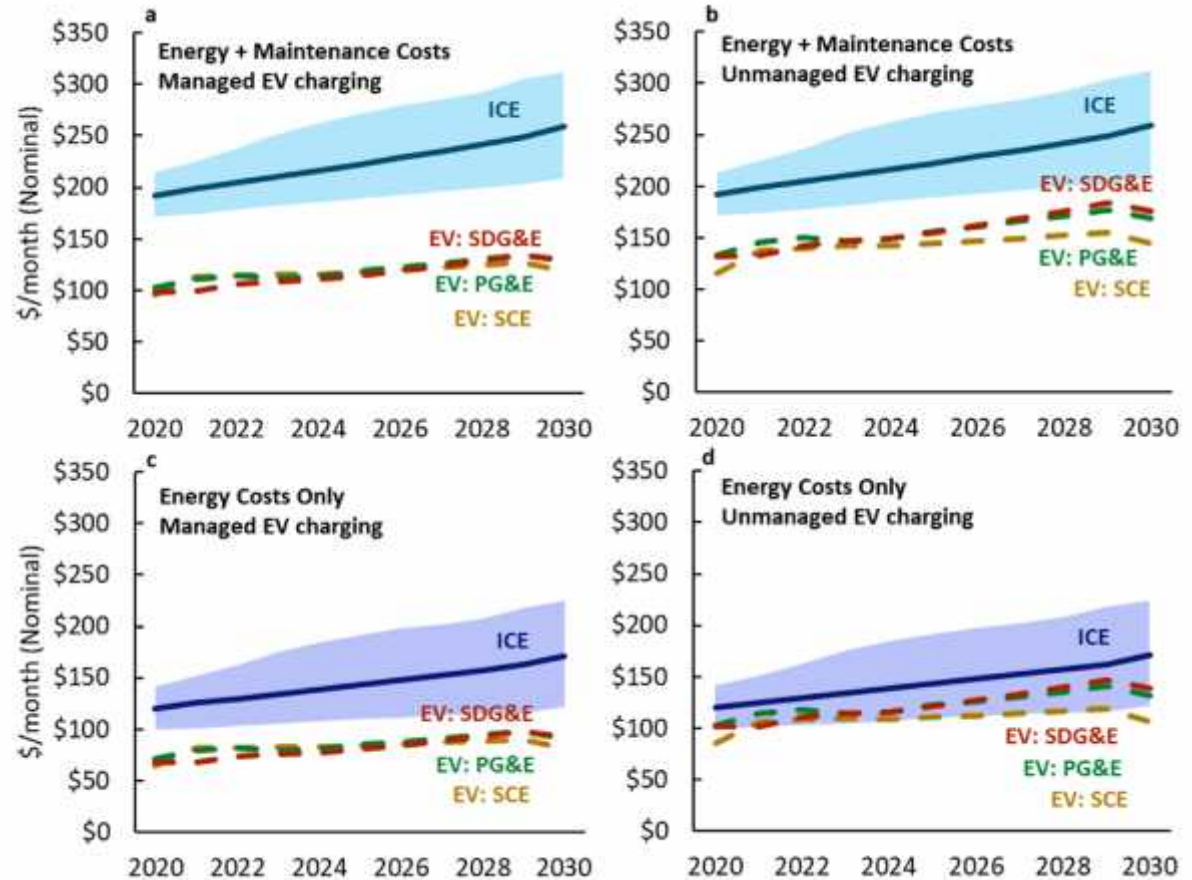 a
Energy + Maintenance Costs
Managed EV charging
$/month (Nominal)
$350
$300
$250
$200
$150
$100
$50
$0
ICE
EV: SDG&E
EV: PG&E
EV: SCE
2020 2022 2024 2026 2028 2030
b
Energy + Maintenance Costs
Unmanaged EV charging
$350
$300
$250
$200
$150
$100
$50
$0
ICE
EV: SDG&E
EV: PG&E
EV: SCE
2020 2022 2024 2026 2028 2030
c
Energy Costs Only
Managed EV charging
$/month (Nominal)
$350
$300
$250
$200
$150
$100
$50
$0
ICE
EV: SDG&E
EV: PG&E
EV: SCE
2020 2022 2024 2026 2028 2030
d
Energy Costs Only
Unmanaged EV charging
$350
$300
$250
$200
$150
$100
$50
$0
ICE
EV: SDG&E
EV: PG&E
EV: SCE
2020 2022 2024 2026 2028 2030